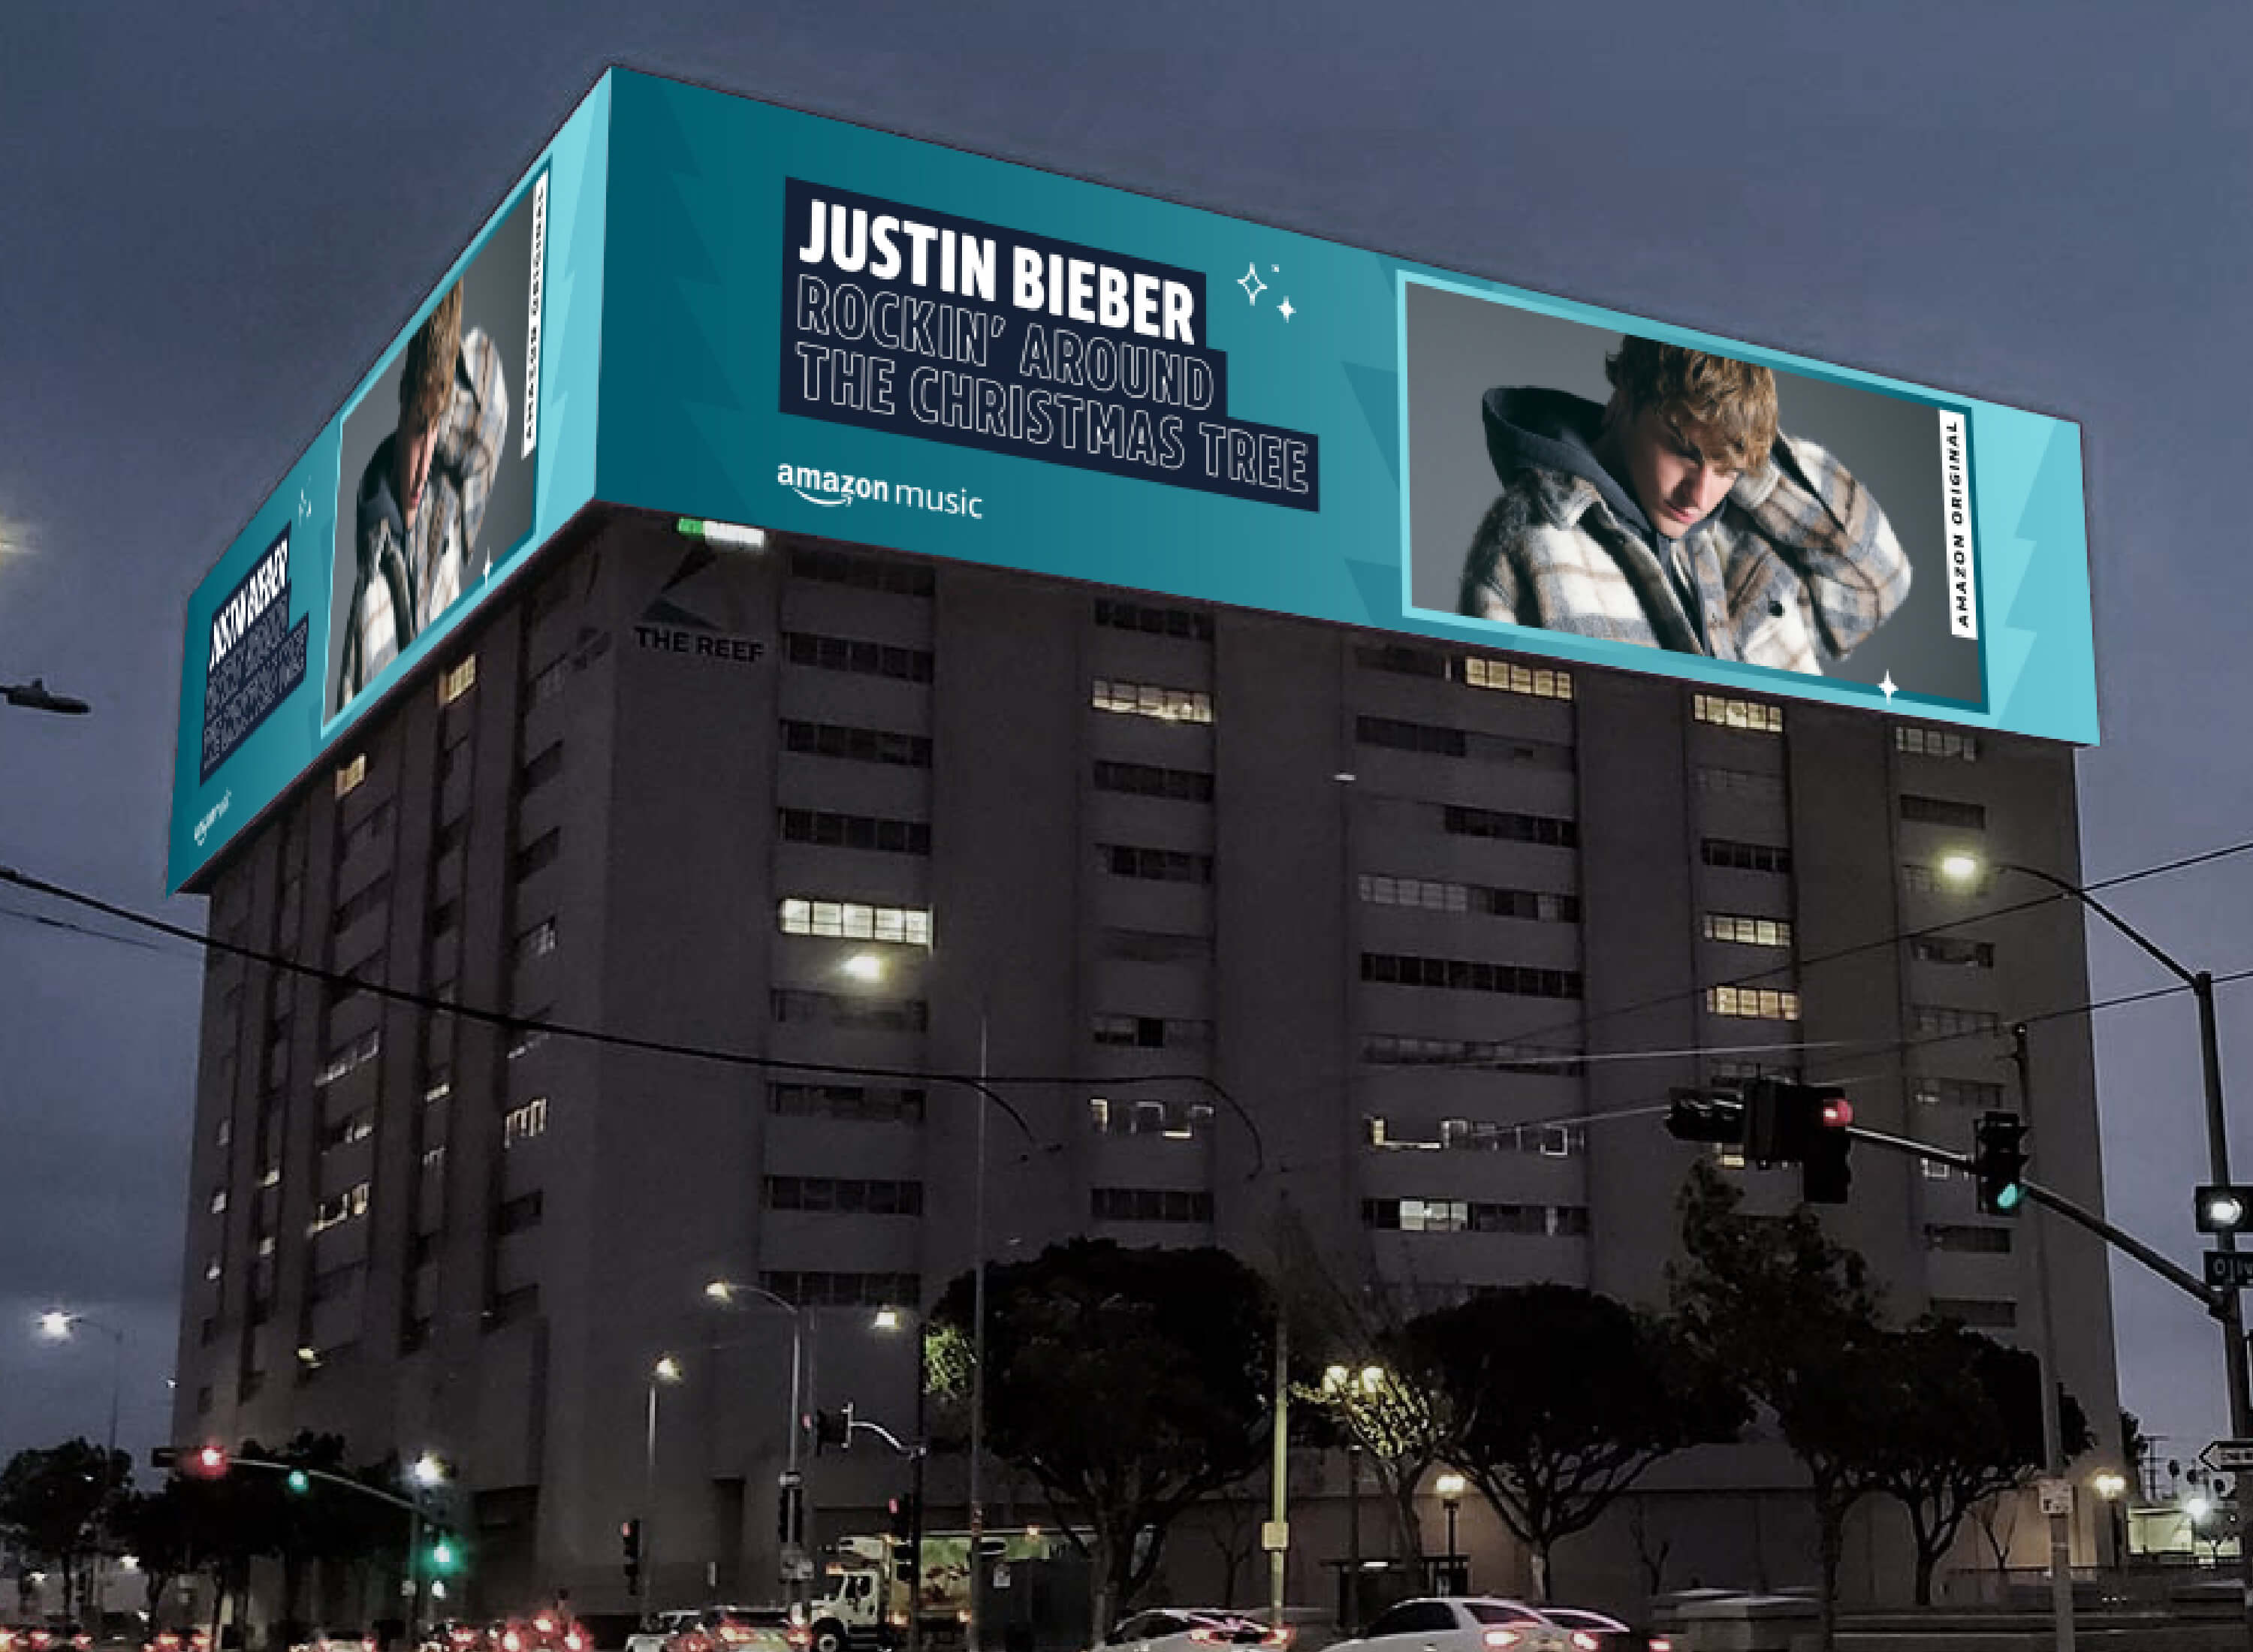 JUSTIN BIEBER
ROCKIN' AROUND
THE CHRISTMAS TREE
amazon music
AMAZON ORIGINAL
AMAZON ORIGINAL
JUSTIN BIEBER
ROCKIN' AROUND
THE CHRISTMAS TREE
amazon music
THE REEF